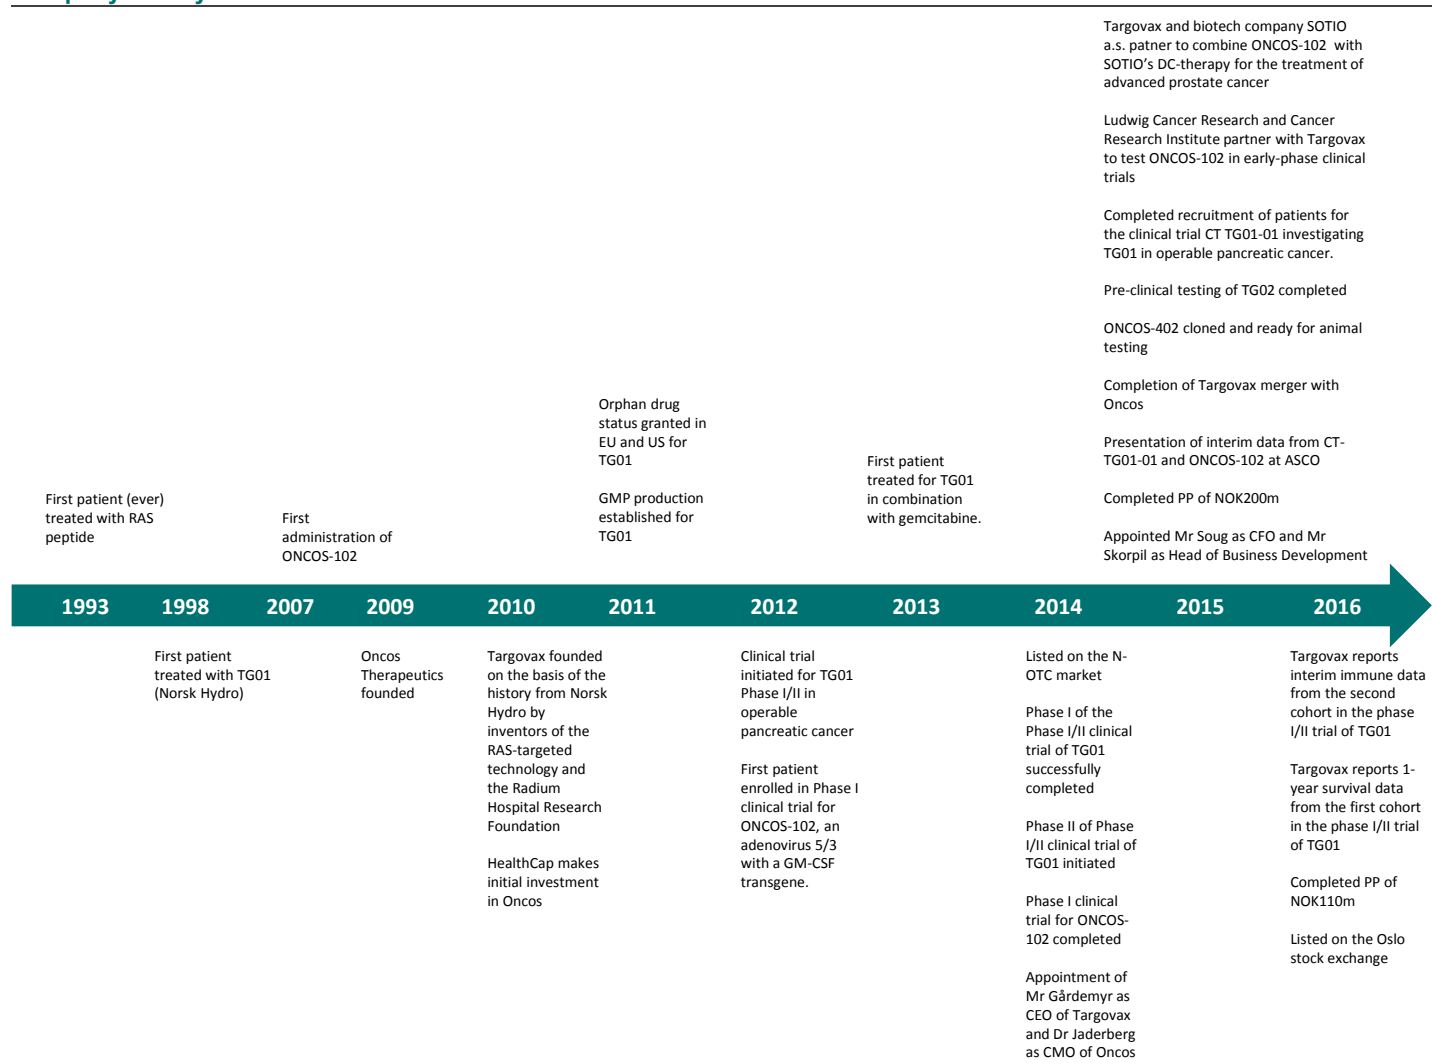 Targovax and biotech company SOTIO
a.s. patner to combine ONCOS-102 with
SOTIO's DC-therapy for the treatment of
advanced prostate cancer
Ludwig Cancer Research and Cancer
Research Institute partner with Targovax
to test ONCOS-102 in early-phase clinical
trials
Completed recruitment of patients for
the clinical trial CT TG01-01 investigating
TG01 in operable pancreatic cancer.
Pre-clinical testing of TG02 completed
ONCOS-402 cloned and ready for animal
testing
Completion of Targovax merger with
Oncos
Presentation of interim data from CT-
TG01-01 and ONCOS-102 at ASCO
Completed PP of NOK200m
Appointed Mr Soug as CFO and Mr
Skorpil as Head of Business Development
Orphan drug
status granted in
EU and US for
TG01
GMP production
established for
TG01
First patient
treated for TG01
in combination
with gemcitabine.
First patient (ever)
treated with RAS
peptide
First
administration of
ONCOS-102
1993 1998 2007 2009 2010 2011 2012 2013 2014 2015 2016
First patient
treated with TG01
(Norsk Hydro)
Oncos
Therapeutics
founded
Targovax founded
on the basis of the
history from Norsk
Hydro by
inventors of the
RAS-targeted
technology and
the Radium
Hospital Research
Foundation
HealthCap makes
initial investment
in Oncos
Clinical trial
initiated for TG01
Phase I/II in
operable
pancreatic cancer
First patient
enrolled in Phase I
clinical trial for
ONCOS-102, an
adenovirus 5/3
with a GM-CSF
transgene.
Listed on the N-
OTC market
Phase I of the
Phase I/II clinical
trial of TG01
successfully
completed
Phase II of Phase
I/II clinical trial of
TG01 initiated
Phase I clinical
trial for ONCOS-
102 completed
Appointment of
Mr Gårdemyr as
CEO of Targovax
and Dr Jaderberg
as CMO of Oncos
Targovax reports
interim immune data
from the second
cohort in the phase
I/II trial of TG01
Targovax reports 1-
year survival data
from the first cohort
in the phase I/II trial
of TG01
Completed PP of
NOK110m
Listed on the Oslo
stock exchange